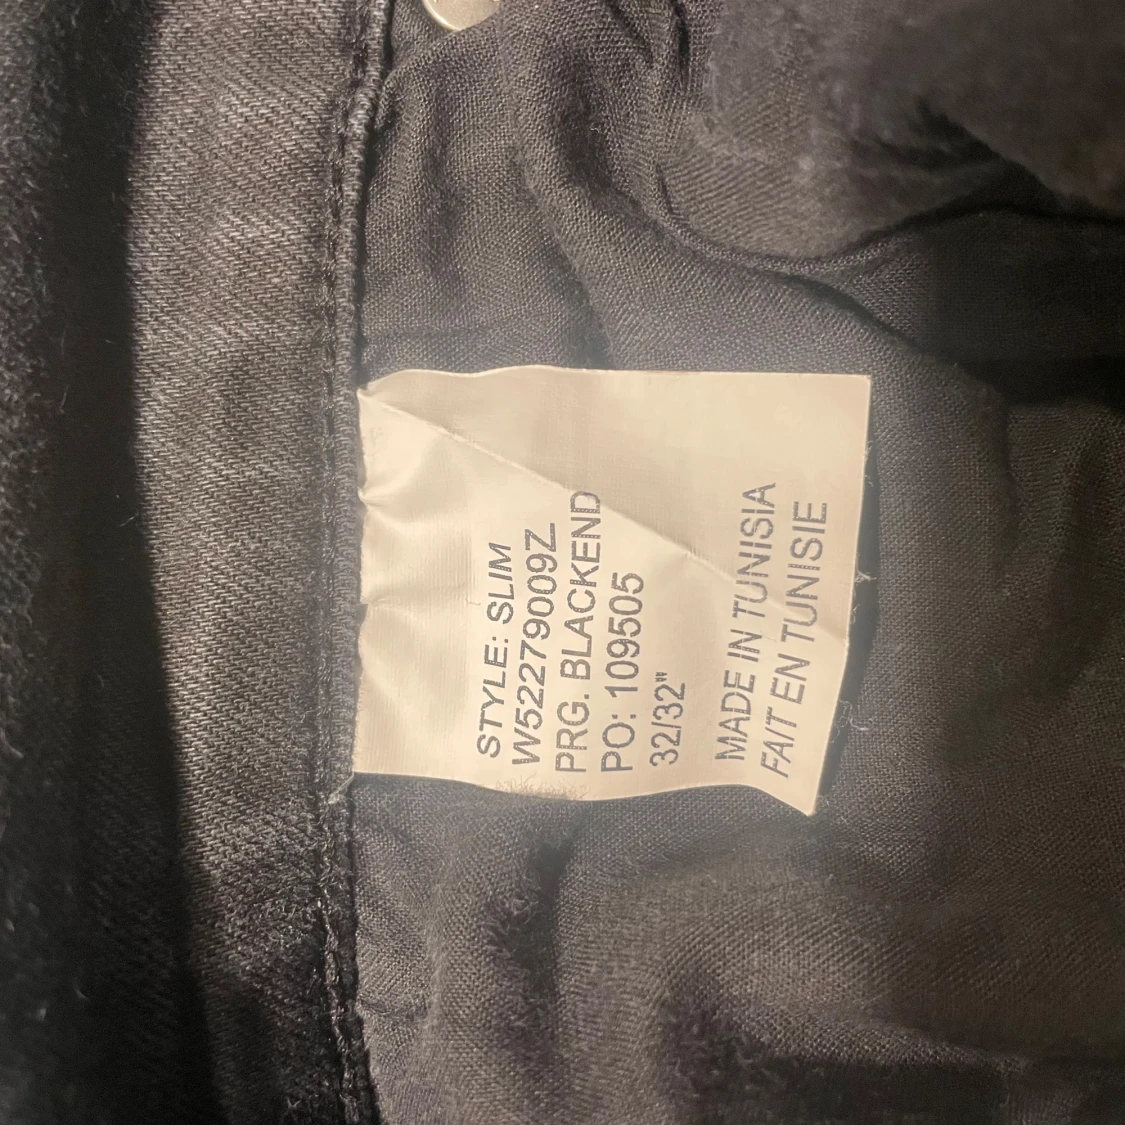 STYLE: SLIM
W52279009Z
PRG. BLACKEND
PO: 109505
32/32"
MADE IN TUNISIA
FAIT EN TUNISIE